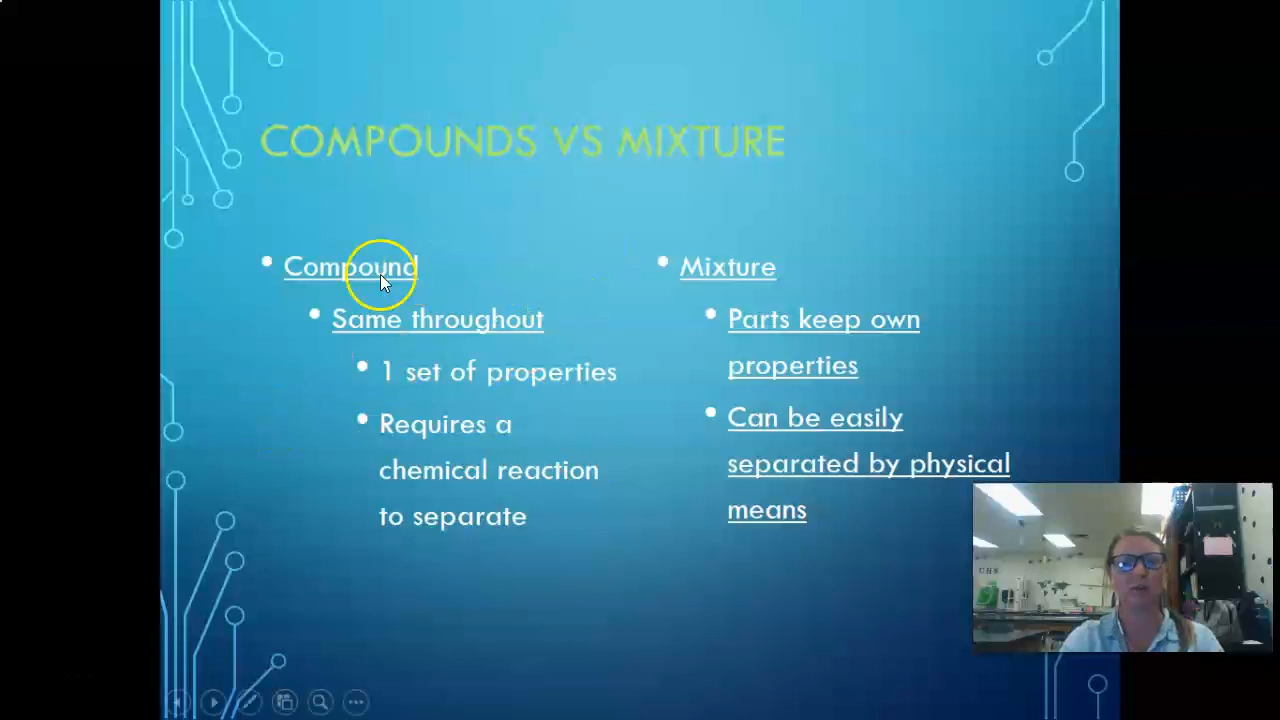 COMPOUNDS VS MIXTURE
Compound
Same throughout
1 set of properties
Requires a
chemical reaction
to separate
Mixture
Parts keep own
properties
Can be easily
separated by physical
means
UHS